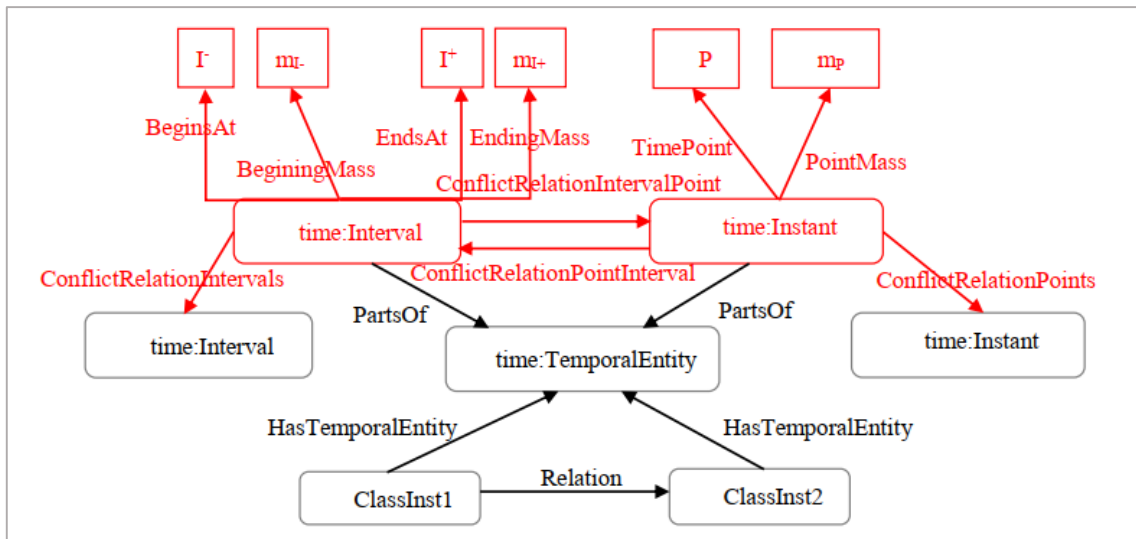 I- mI- I+ mI+ P mP
BeginsAt EndsAt EndingMass TimePoint PointMass
BeginingMass
ConflictRelationIntervalPoint
time:Interval time:Instant
ConflictRelationIntervals ConflictRelationPointInterval ConflictRelationPoints
PartsOf PartsOf
time:Interval time:TemporalEntity time:Instant
HasTemporalEntity HasTemporalEntity
Relation
ClassInst1 ClassInst2